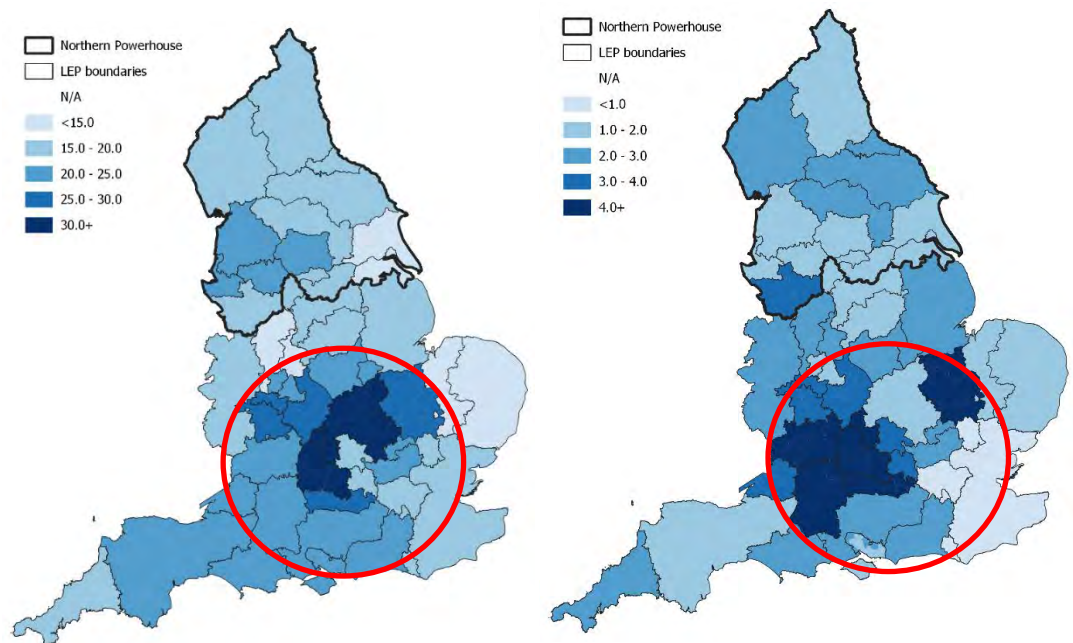 Northern Powerhouse
LEP boundaries
N/A
<15.0
15.0 - 20.0
20.0 - 25.0
25.0 - 30.0
30.0+
Northern Powerhouse
LEP boundaries
N/A
<1.0
1.0 - 2.0
2.0 - 3.0
3.0 - 4.0
4.0+